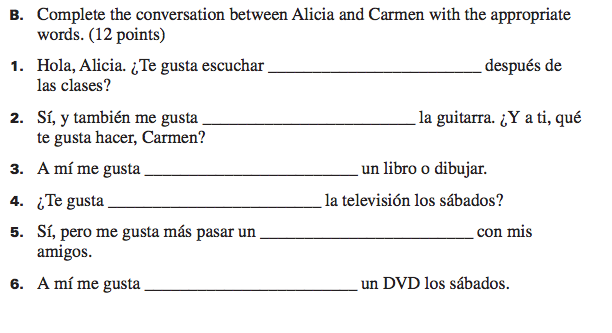 B. Complete the conversation between Alicia and Carmen with the appropriate
words. (12 points)
1. Hola, Alicia. ¿Te gusta escuchar ________________________ después de
las clases?
2. Sí, y también me gusta ________________________ la guitarra. ¿Y a ti, qué
te gusta hacer, Carmen?
3. A mí me gusta ________________________ un libro o dibujar.
4. ¿Te gusta ________________________ la televisión los sábados?
5. Sí, pero me gusta más pasar un ________________________ con mis
amigos.
6. A mí me gusta ________________________ un DVD los sábados.